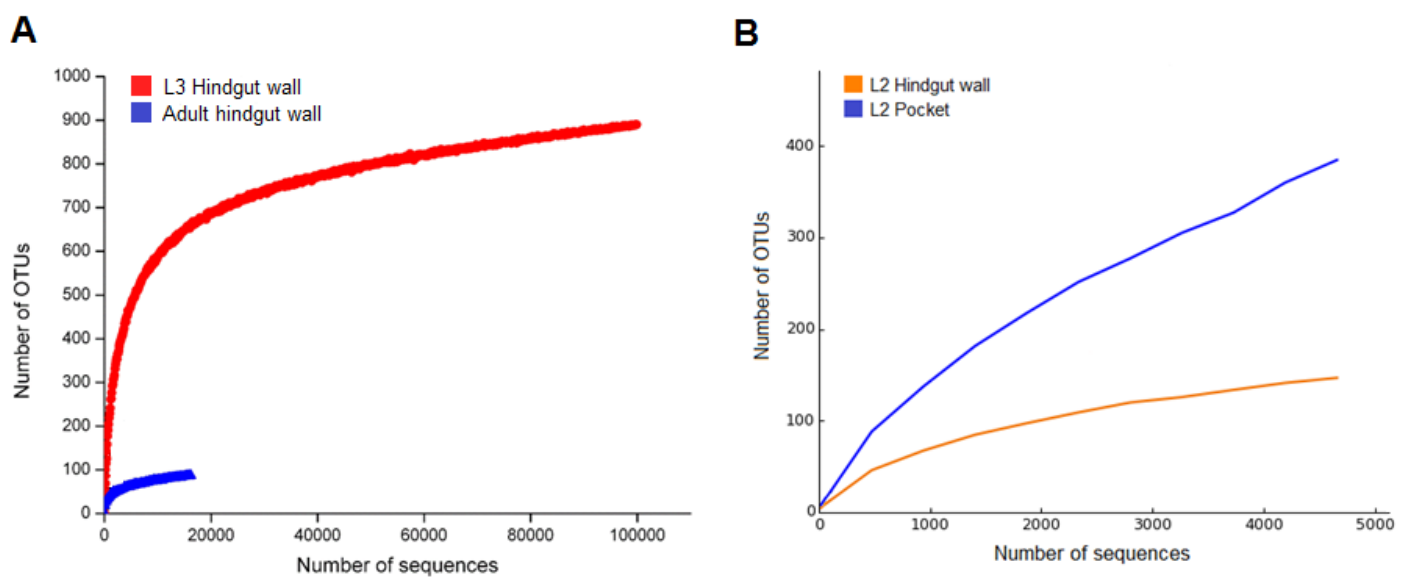 A
1000
900
800
700
600
500
400
300
200
100
0
Number of OTUs
L3 Hindgut wall
Adult hindgut wall
0 20000 40000 60000 80000 100000
Number of sequences
B
400
300
200
100
0
Number of OTUs
L2 Hindgut wall
L2 Pocket
0 1000 2000 3000 4000 5000
Number of sequences